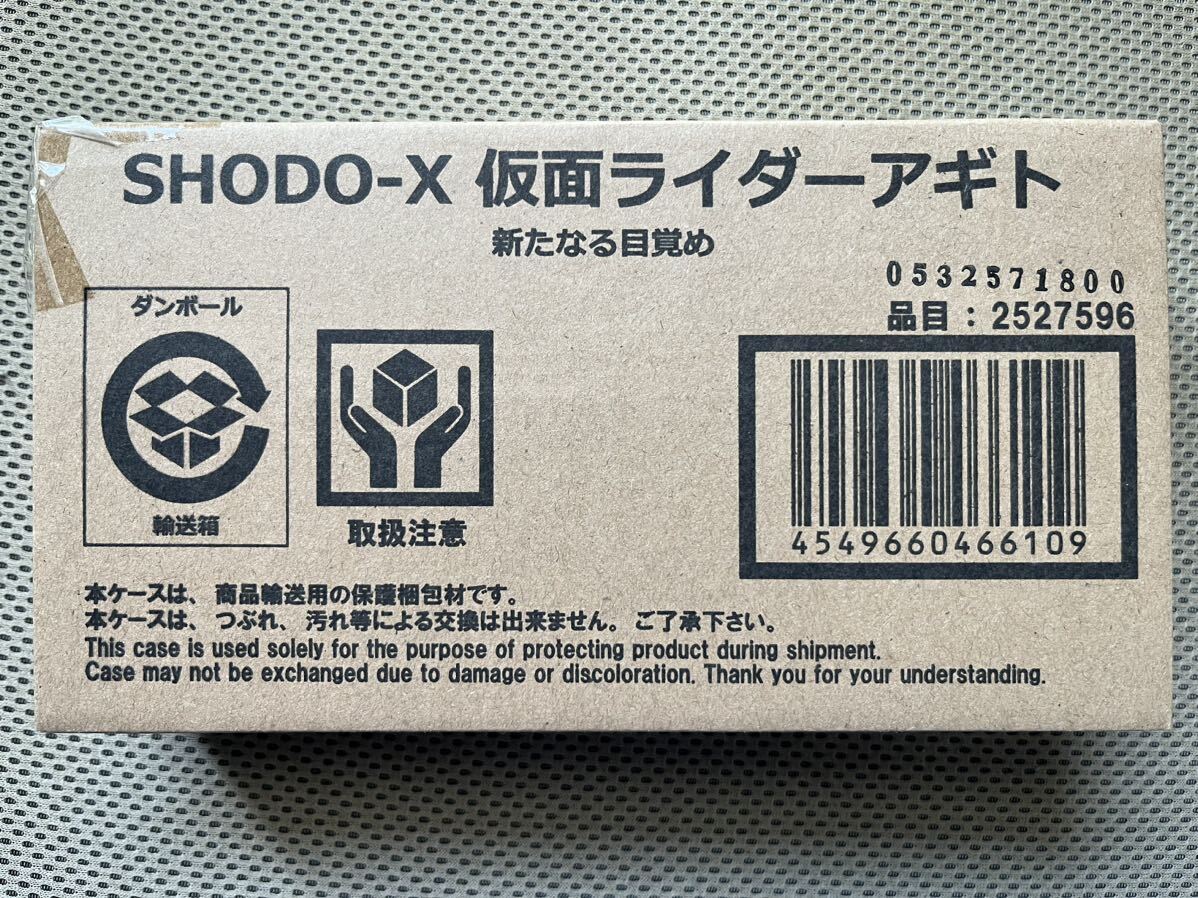 SHODO-X 仮面ライダーアギト
新たなる目覚め
0532571800
品目：2527596
ダンボール
輸送箱
取扱注意
4549660466109
本ケースは、商品輸送用の保護梱包材です。
本ケースは、つぶれ、汚れ等による交換は出来ません。ご了承下さい。
This case is used solely for the purpose of protecting product during shipment.
Case may not be exchanged due to damage or discoloration. Thank you for your understanding.